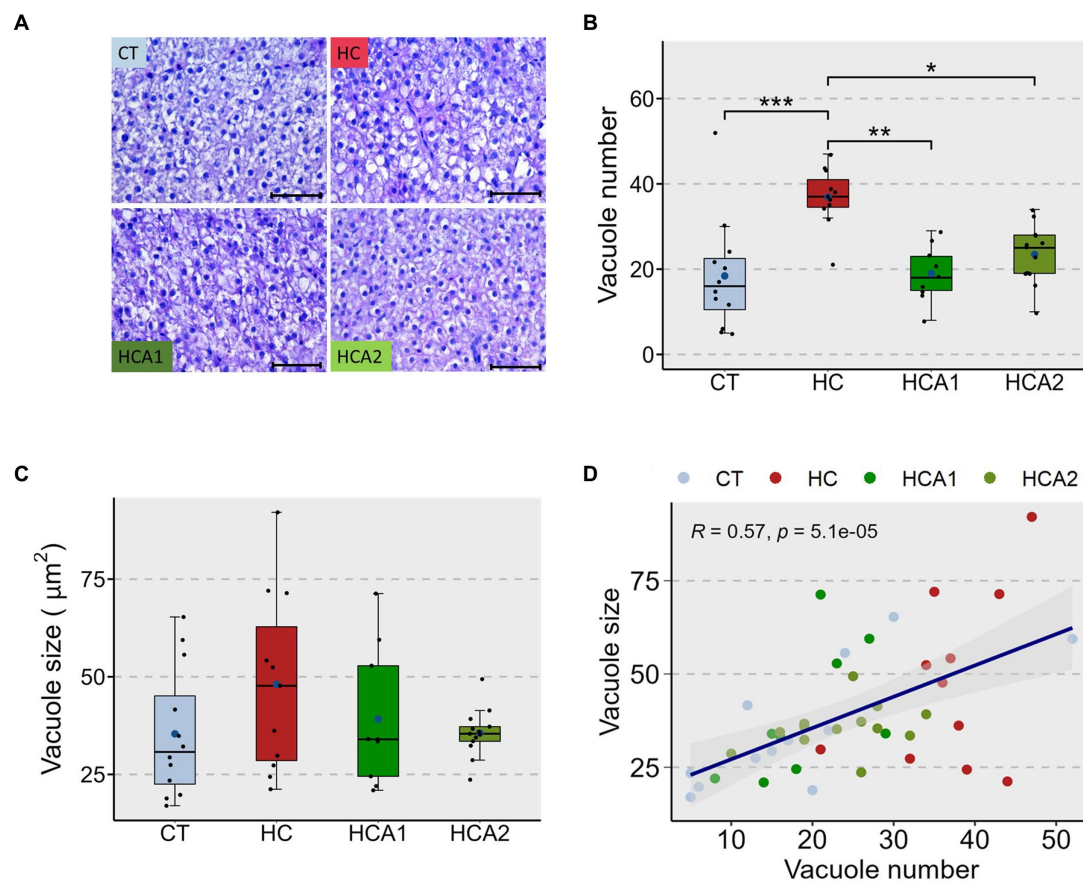 A
CT
HC
HCA1
HCA2
B
Vacuole number
60
40
20
0
***
**
*
CT HC HCA1 HCA2
C
Vacuole size ( µm²)
75
50
25
CT HC HCA1 HCA2
D
CT HC HCA1 HCA2
R = 0.57, p = 5.1e-05
Vacuole size
75
50
25
10 20 30 40 50
Vacuole number